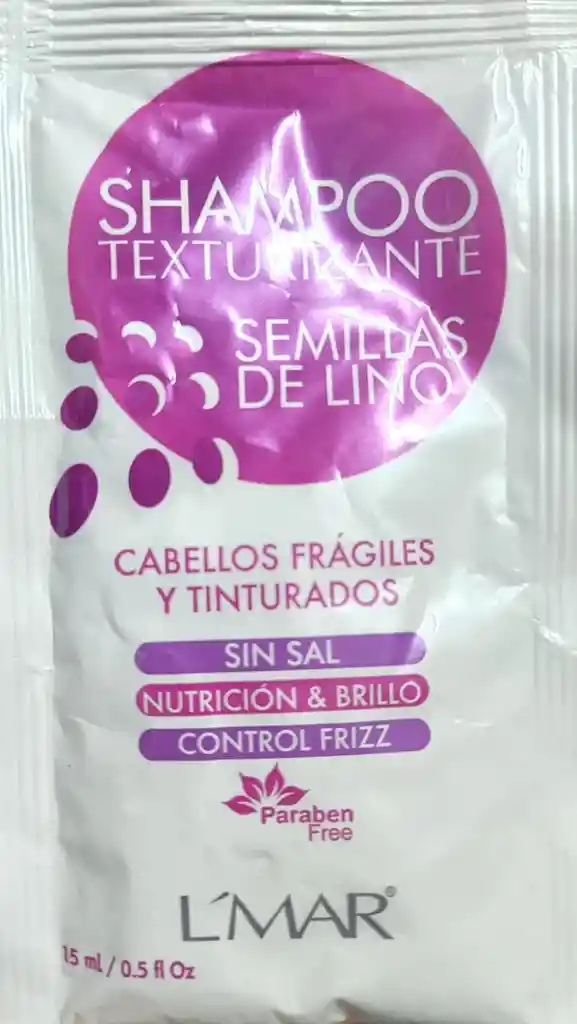 SHAMPOO
TEXTURIZANTE
SEMILLAS
DE LINO
CABELLOS FRÁGILES
Y TINTURADOS
SIN SAL
NUTRICIÓN & BRILLO
CONTROL FRIZZ
Paraben
Free
L´MAR®
15 ml / 0.5 fl Oz